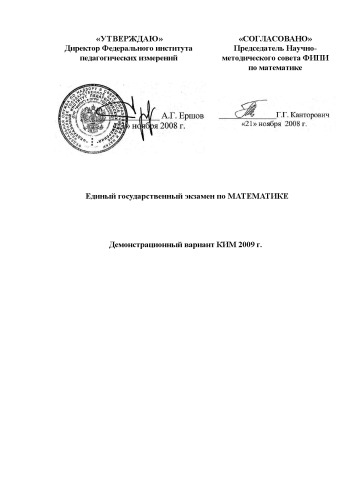 «УТВЕРЖДАЮ»
Директор Федерального института
педагогических измерений
А.Г. Ершов
ноября 2008 г.
«СОГЛАСОВАНО»
Председатель Научно-
методического совета ФИПИ
по математике
Г.Г. Канторович
«21» ноября 2008 г.
Единый государственный экзамен по МАТЕМАТИКЕ
Демонстрационный вариант КИМ 2009 г.